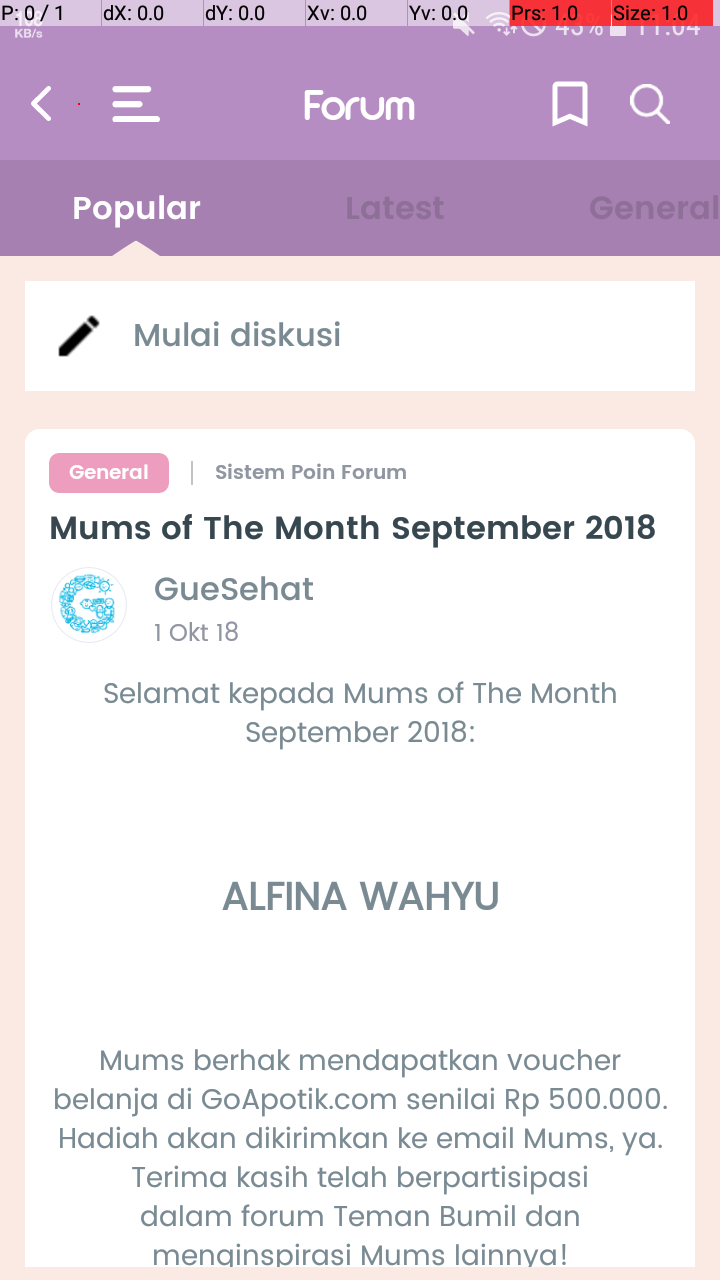 P: 0 / 1 dX: 0.0 dY: 0.0 Xv: 0.0 Yv: 0.0 Prs: 1.0 Size: 1.0
KB/s 43% 11:04
Forum
Popular Latest General
Mulai diskusi
General | Sistem Poin Forum
Mums of The Month September 2018
GueSehat
1 Okt 18
Selamat kepada Mums of The Month
September 2018:
ALFINA WAHYU
Mums berhak mendapatkan voucher
belanja di GoApotik.com senilai Rp 500.000.
Hadiah akan dikirimkan ke email Mums, ya.
Terima kasih telah berpartisipasi
dalam forum Teman Bumil dan
menginspirasi Mums lainnya!